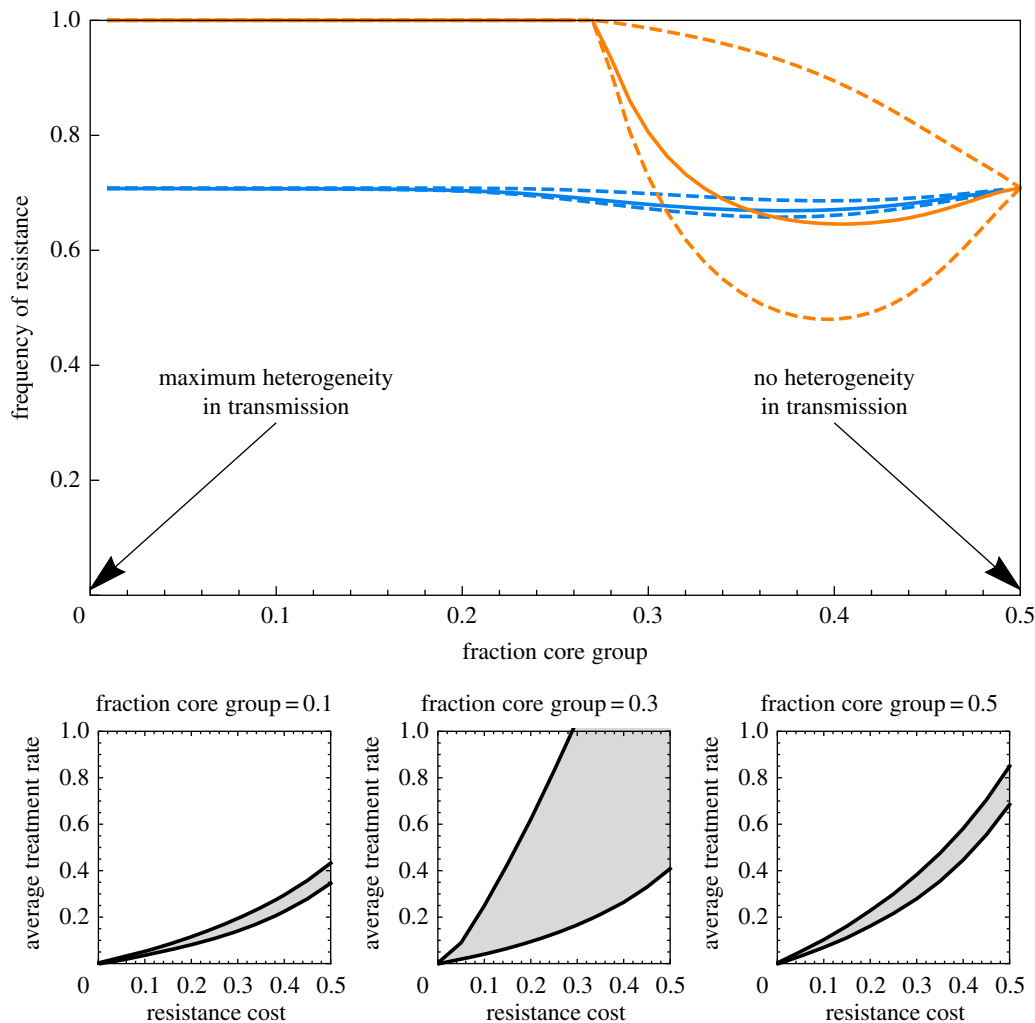 1.0
0.8
0.6
0.4
0.2
frequency of resistance
maximum heterogeneity
in transmission
no heterogeneity
in transmission
0 0.1 0.2 0.3 0.4 0.5
fraction core group
fraction core group = 0.1
1.0
0.8
0.6
0.4
0.2
average treatment rate
0 0.1 0.2 0.3 0.4 0.5
resistance cost
fraction core group = 0.3
1.0
0.8
0.6
0.4
0.2
average treatment rate
0 0.1 0.2 0.3 0.4 0.5
resistance cost
fraction core group = 0.5
1.0
0.8
0.6
0.4
0.2
average treatment rate
0 0.1 0.2 0.3 0.4 0.5
resistance cost